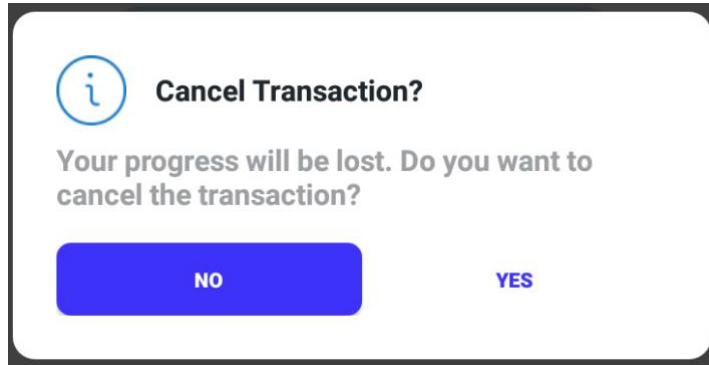 Cancel Transaction?
Your progress will be lost. Do you want to
cancel the transaction?
NO
YES